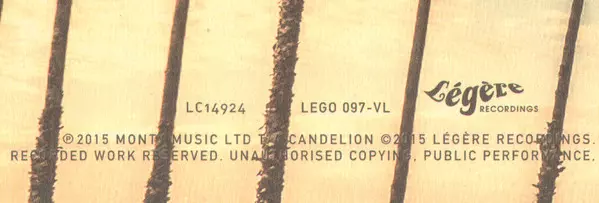 LC14924 LEGO 097-VL Légère
RECORDINGS
℗2015 MUSIC LTD CANDELION ©2015 LÉGÈRE RECORDINGS.
RECORDED WORK RESERVED. UNAUTHORISED COPYING, PUBLIC PERFORMANCE,